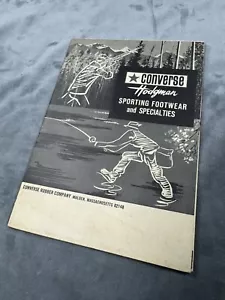 ★ converse
Hodgman
SPORTING FOOTWEAR
and SPECIALTIES
CONVERSE RUBBER COMPANY, MALDEN, MASSACHUSETTS 02148